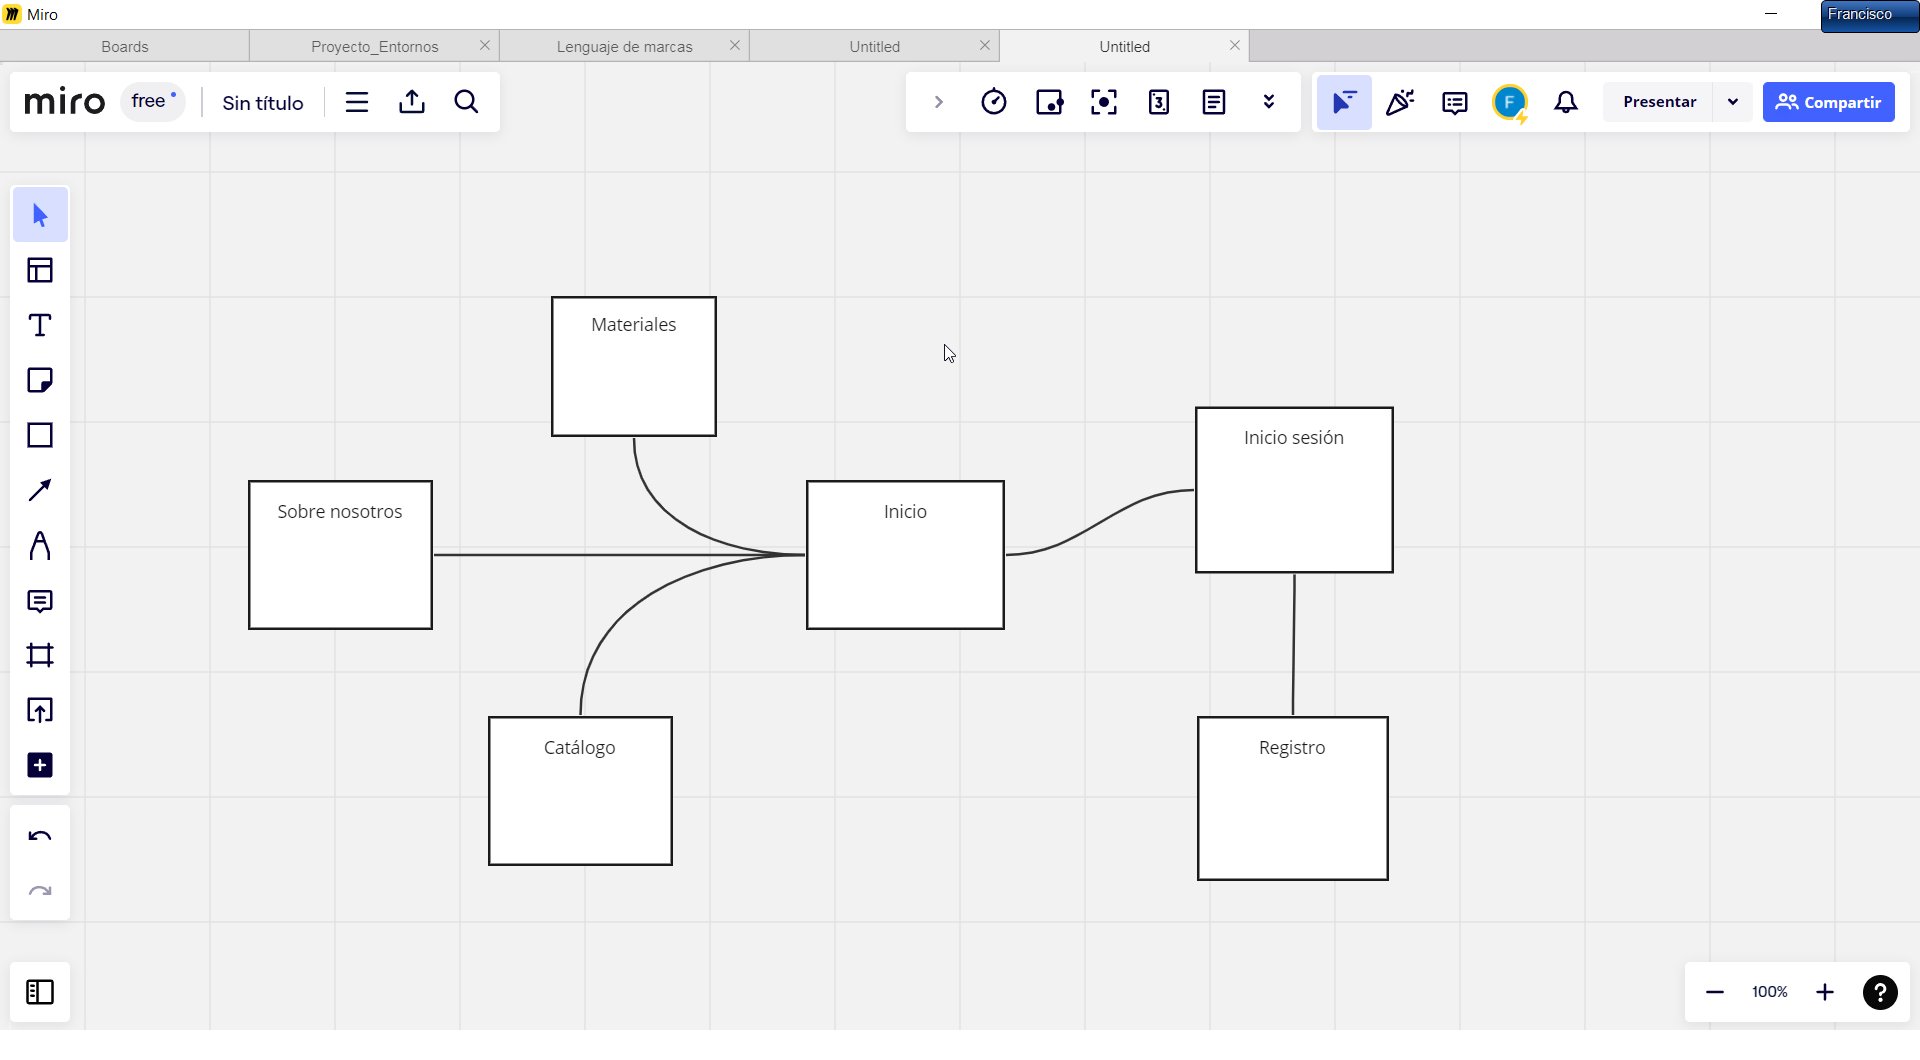 Miro
Francisco
Boards
Proyecto_Entornos
Lenguaje de marcas
Untitled
Untitled
miro
free
Sin título
3
F
Presentar
Compartir
Materiales
Inicio sesión
Sobre nosotros
Inicio
Catálogo
Registro
100%
?